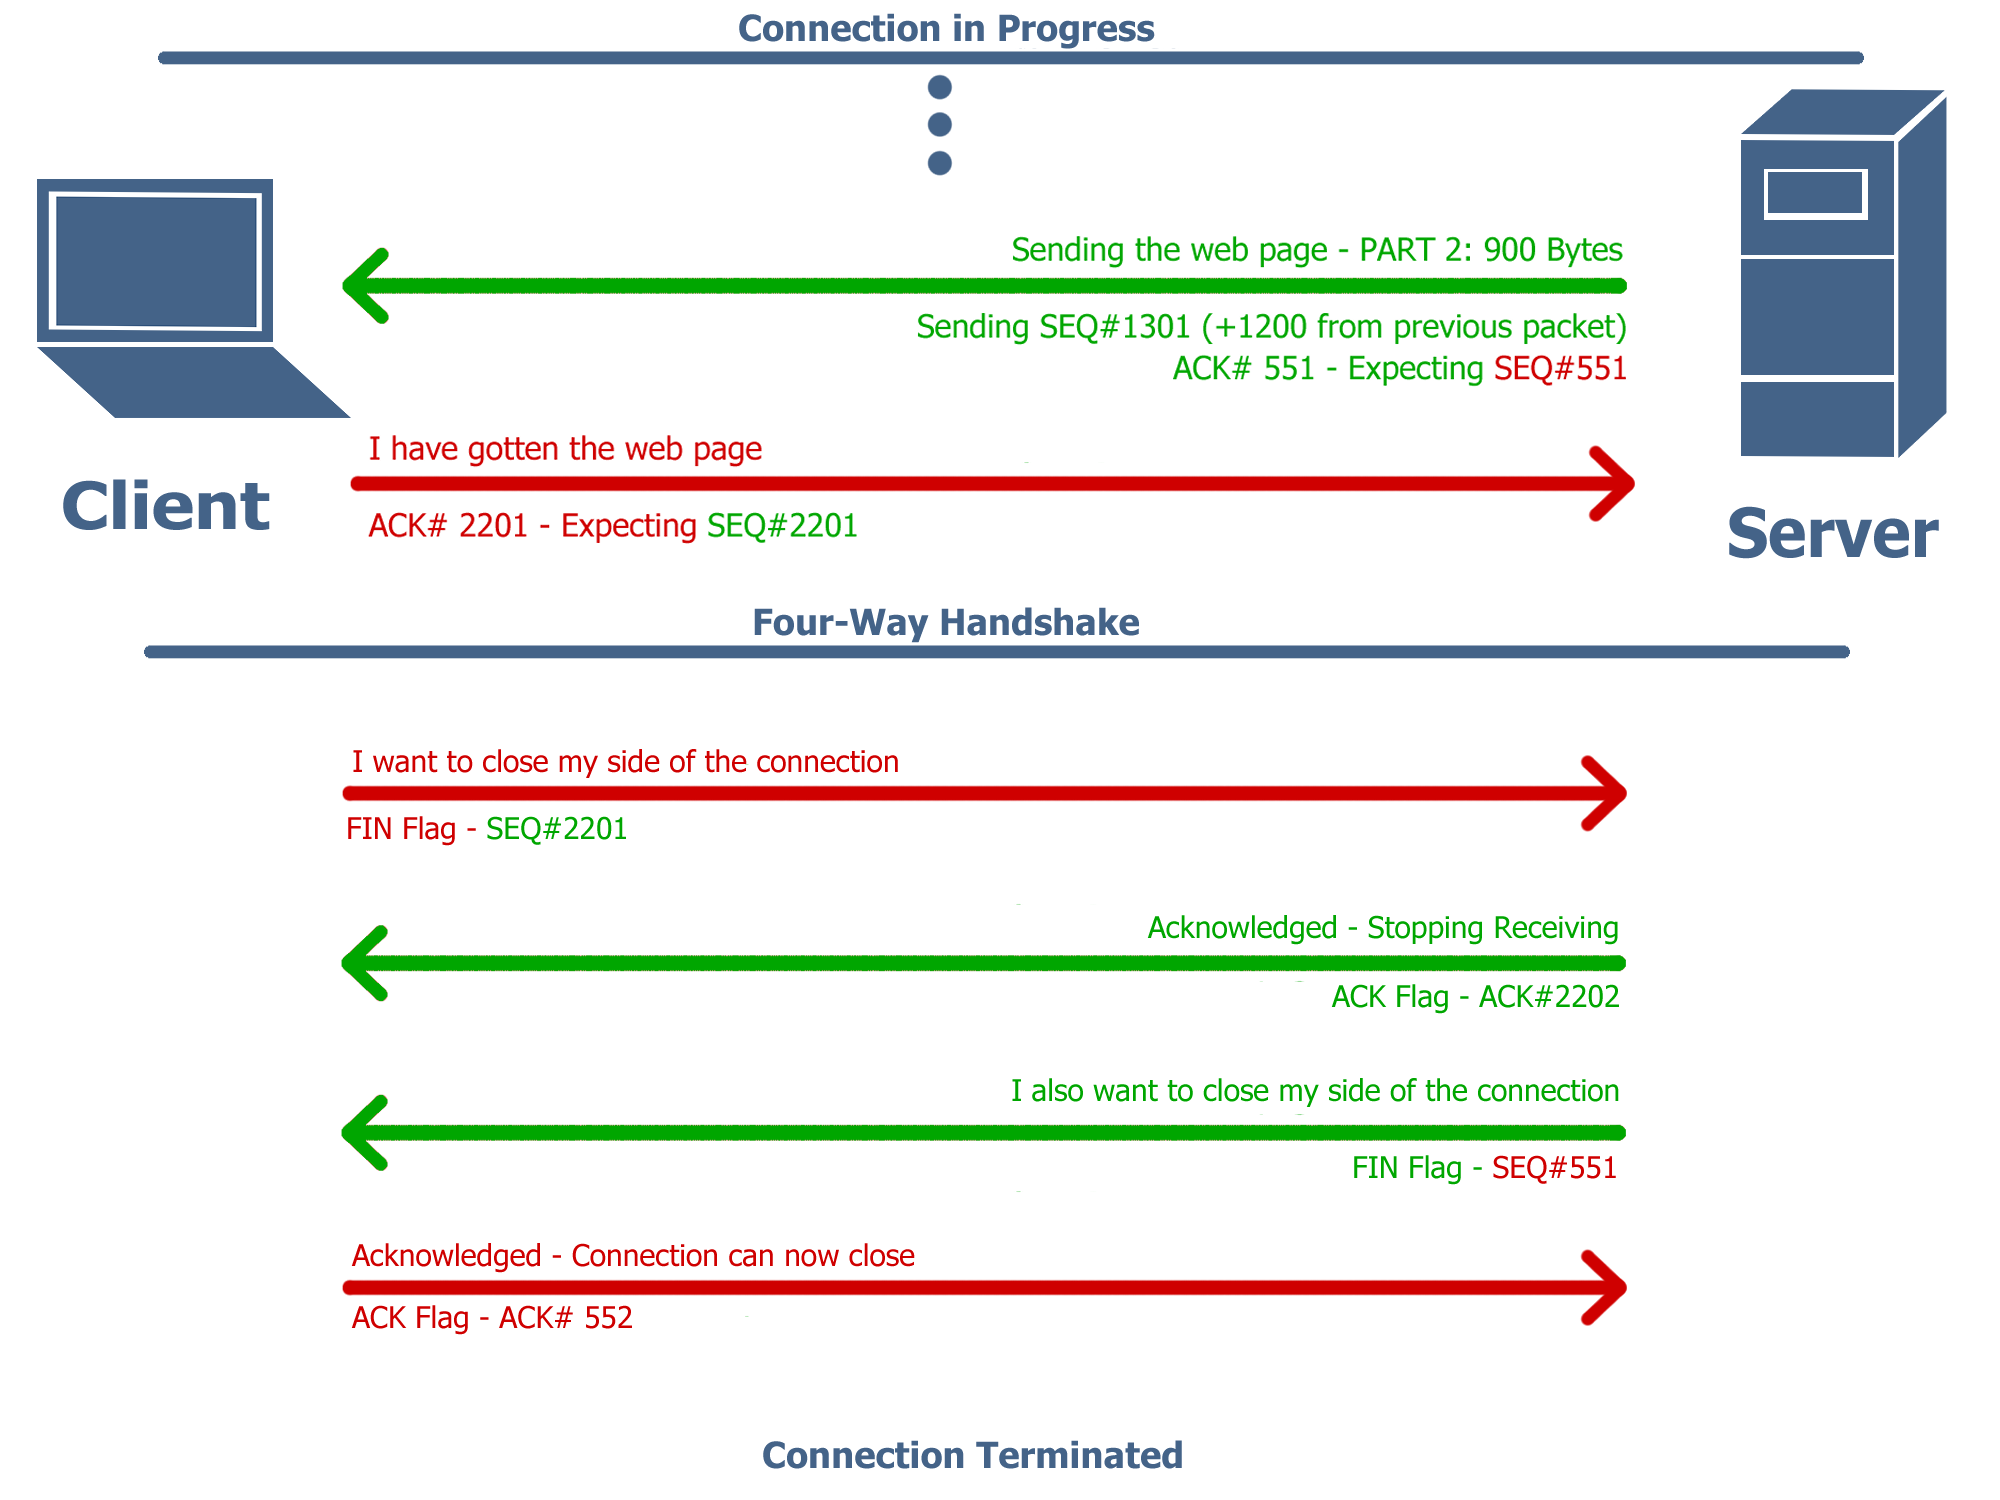 Connection in Progress
Sending the web page - PART 2: 900 Bytes
Sending SEQ#1301 (+1200 from previous packet)
ACK# 551 - Expecting SEQ#551
I have gotten the web page
ACK# 2201 - Expecting SEQ#2201
Client
Server
Four-Way Handshake
I want to close my side of the connection
FIN Flag - SEQ#2201
Acknowledged - Stopping Receiving
ACK Flag - ACK#2202
I also want to close my side of the connection
FIN Flag - SEQ#551
Acknowledged - Connection can now close
ACK Flag - ACK# 552
Connection Terminated